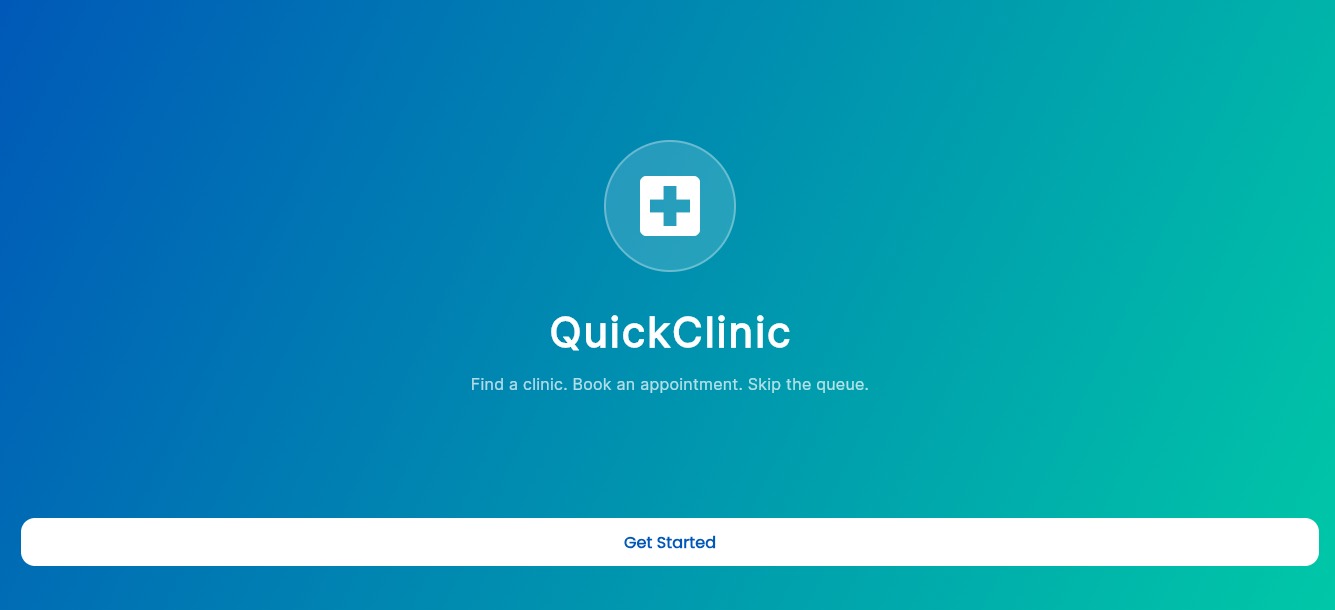 QuickClinic
Find a clinic. Book an appointment. Skip the queue.
Get Started